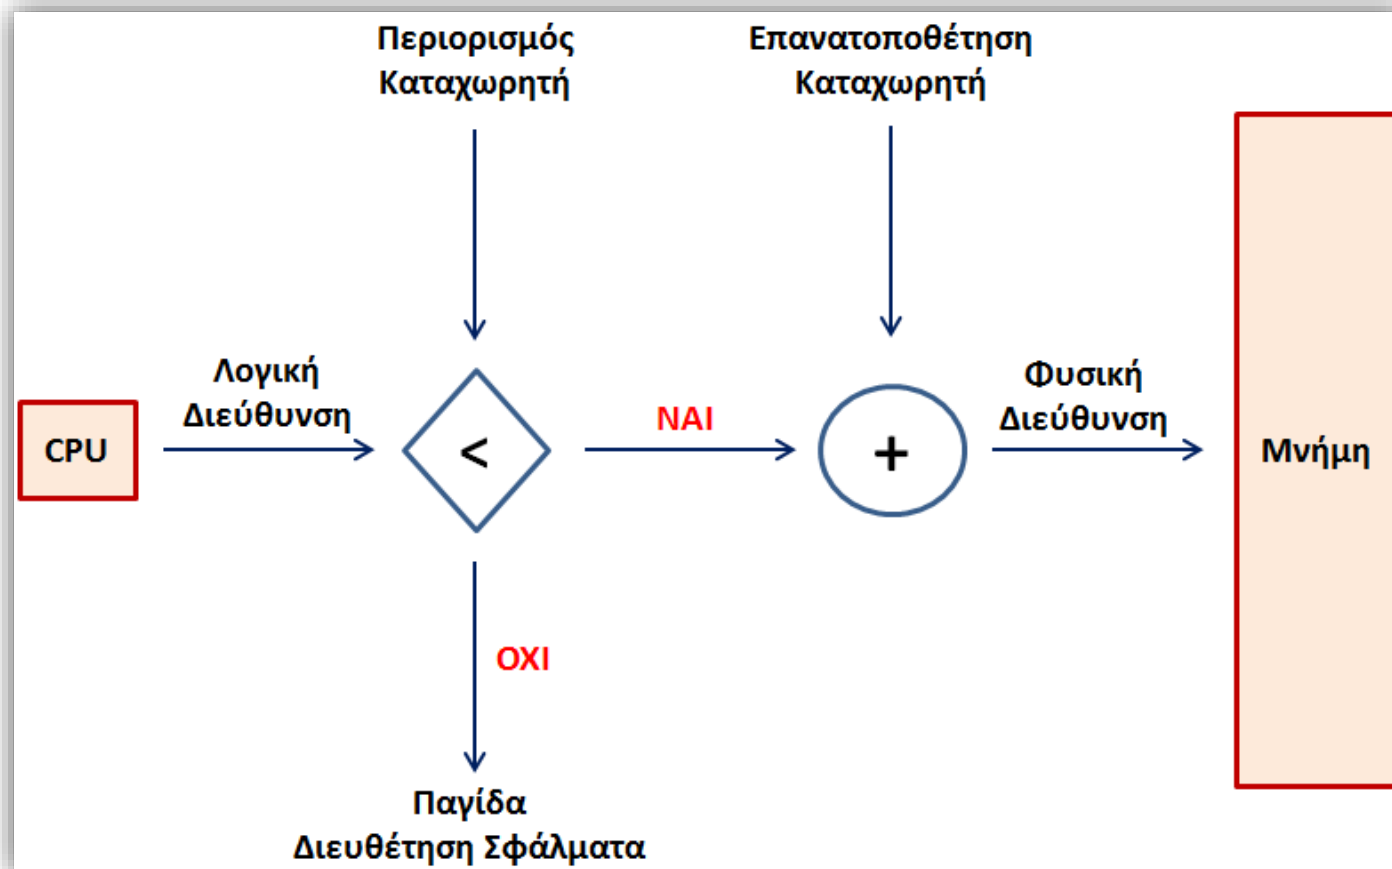 Περιορισμός
Καταχωρητή
Επανατοποθέτηση
Καταχωρητή
Λογική
Διεύθυνση
Φυσική
Διεύθυνση
CPU
<
ΝΑΙ
+
Μνήμη
ΟΧΙ
Παγίδα
Διευθέτηση Σφάλματα